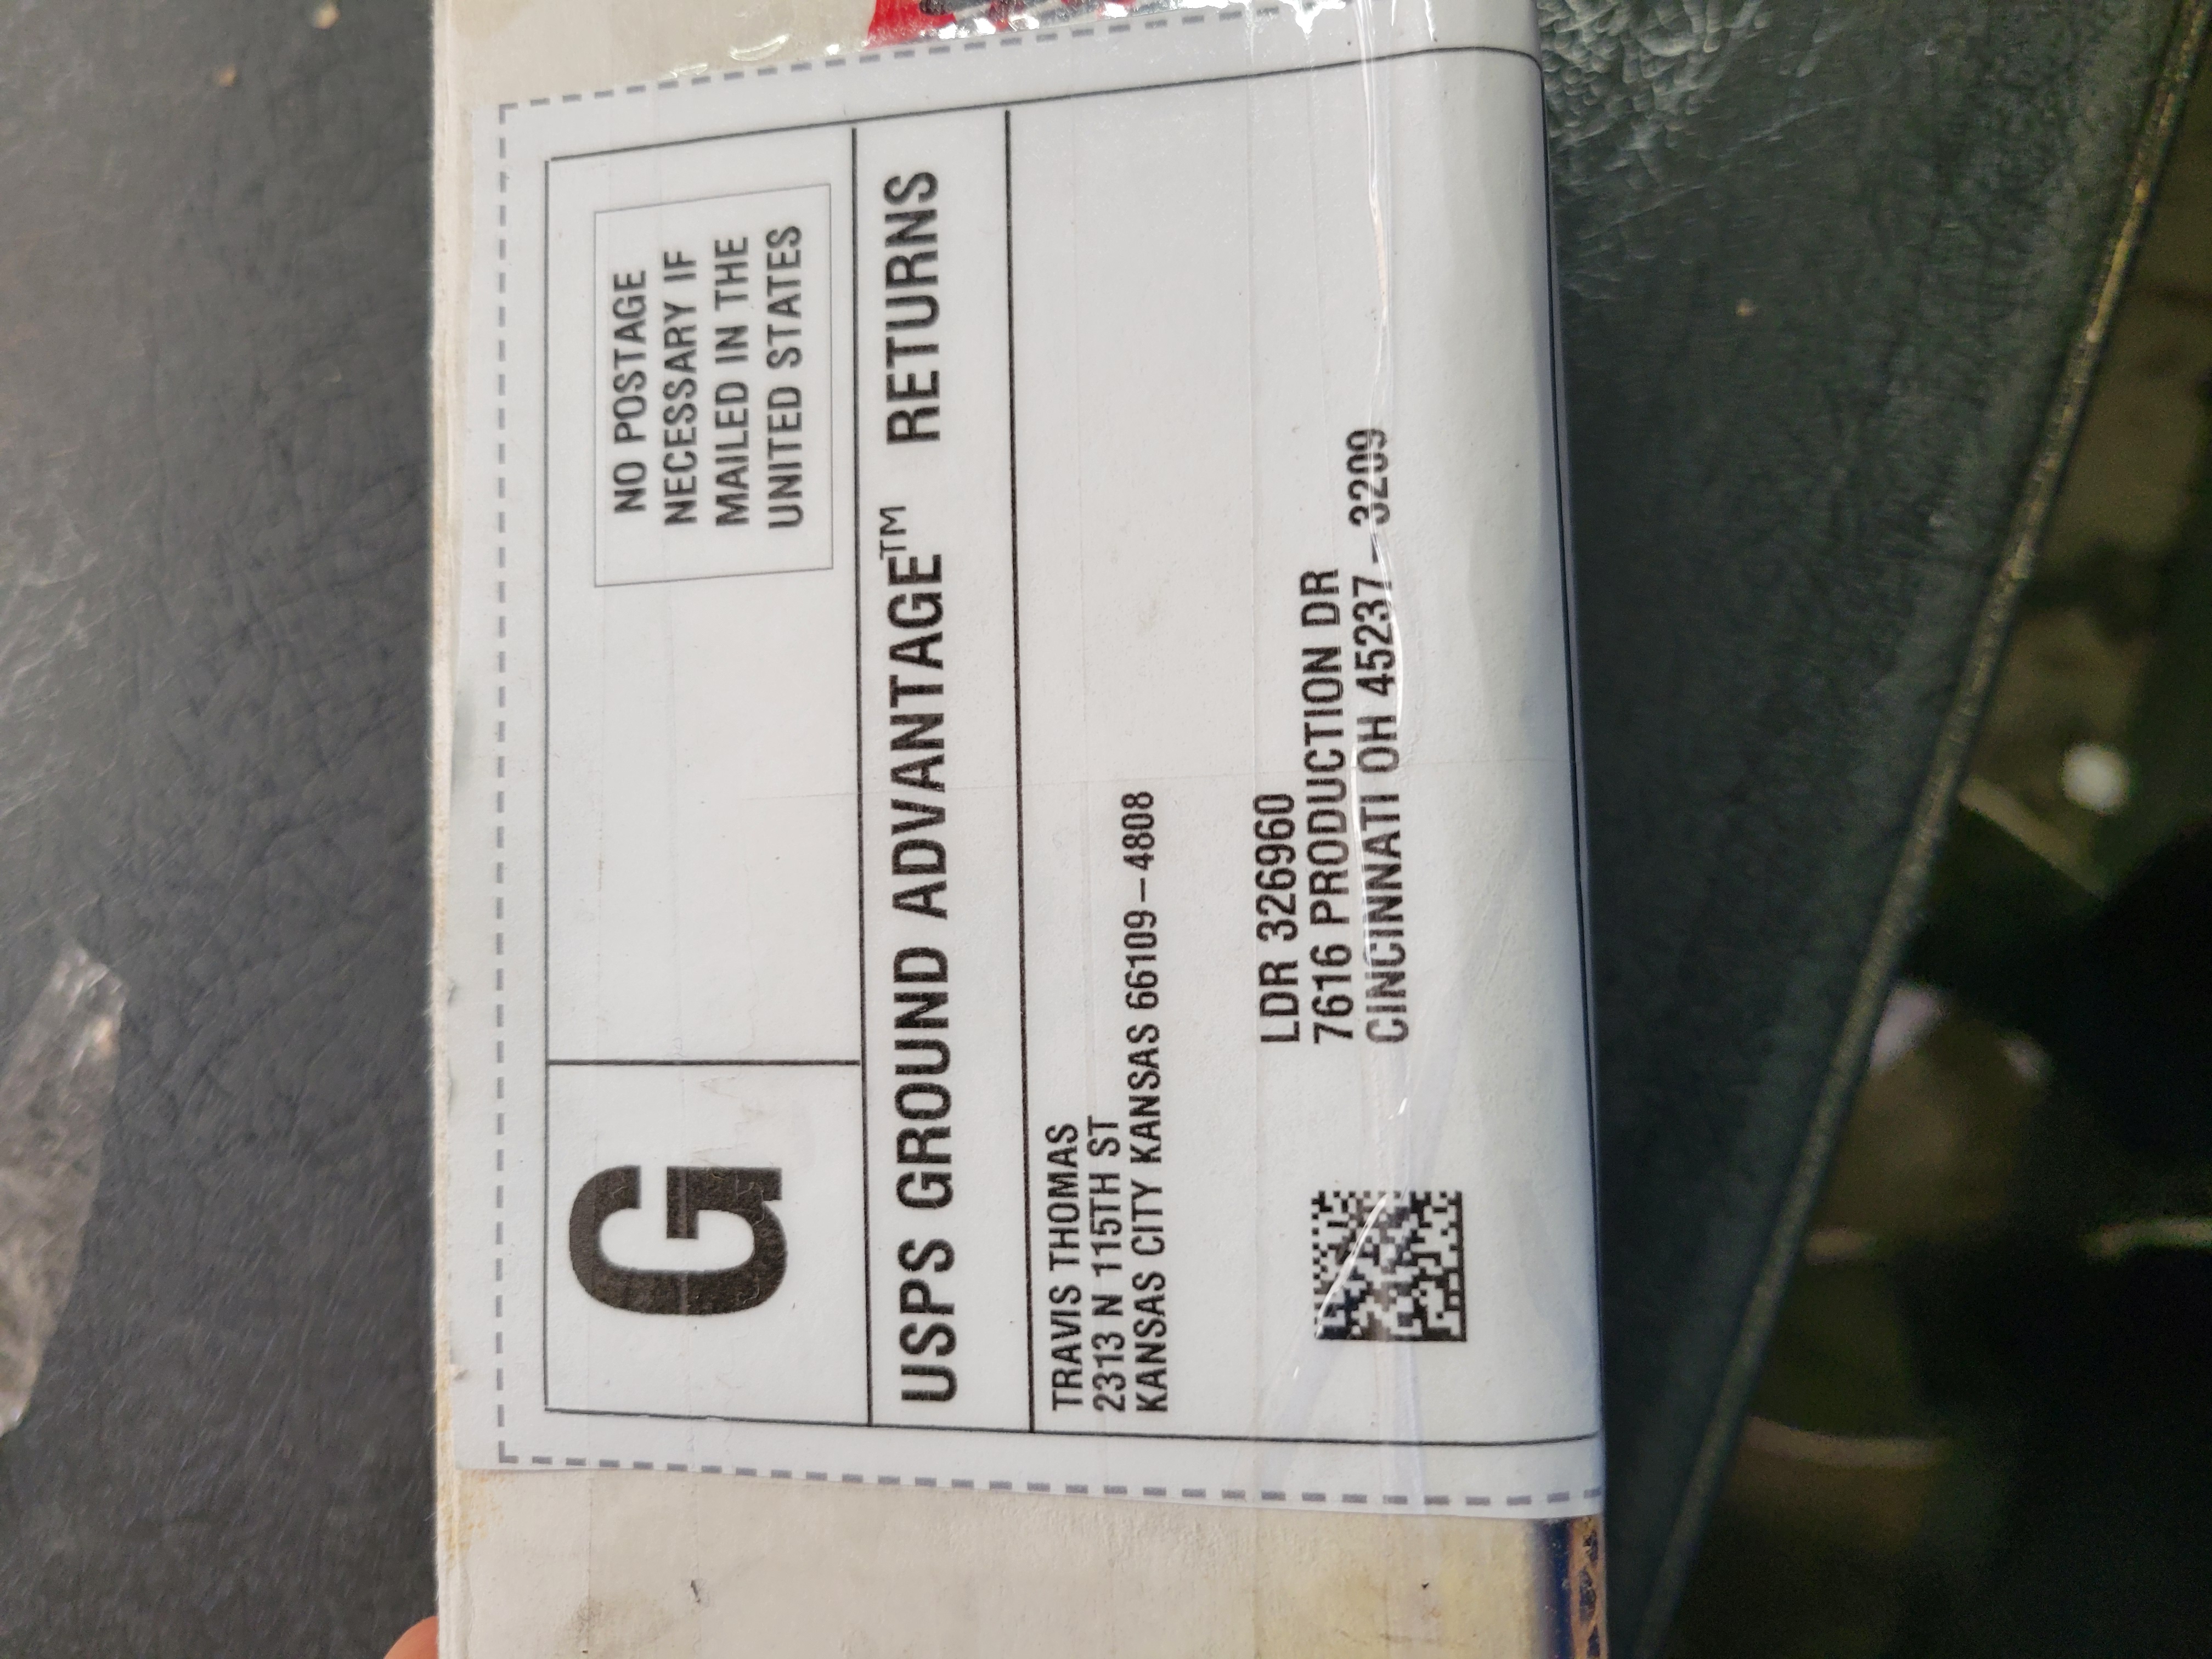 G
NO POSTAGE
NECESSARY IF
MAILED IN THE
UNITED STATES
USPS GROUND ADVANTAGE™ RETURNS
TRAVIS THOMAS
2313 N 115TH ST
KANSAS CITY KANSAS 66109-4808
LDR 326960
7616 PRODUCTION DR
CINCINNATI OH 45237-3209